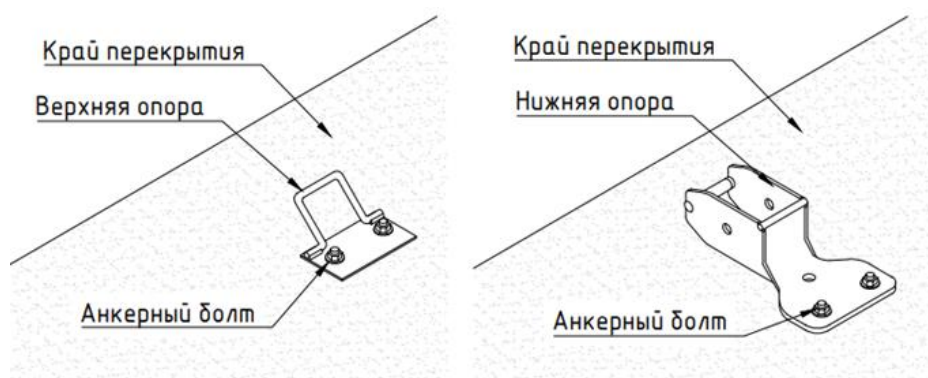 Край перекрытия
Верхняя опора
Анкерный болт
Край перекрытия
Нижняя опора
Анкерный болт